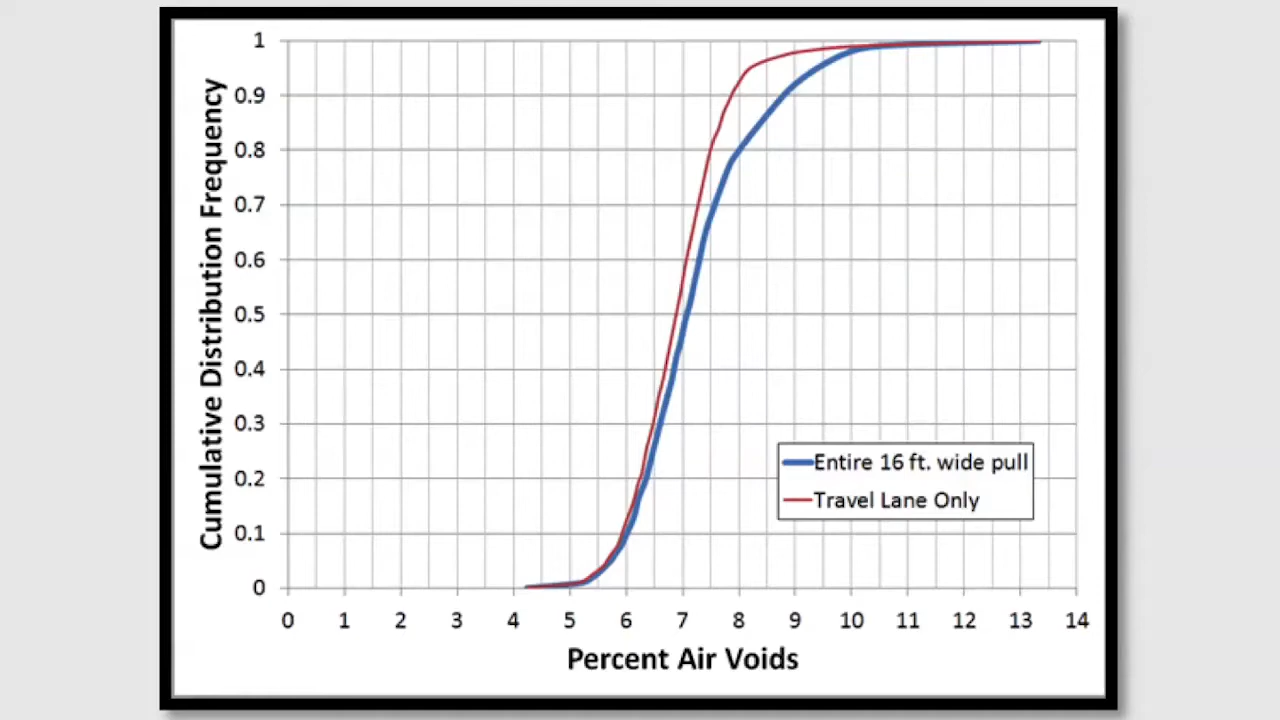 Cumulative Distribution Frequency
1
0.9
0.8
0.7
0.6
0.5
0.4
0.3
0.2
0.1
0
Entire 16 ft. wide pull
Travel Lane Only
0 1 2 3 4 5 6 7 8 9 10 11 12 13 14
Percent Air Voids